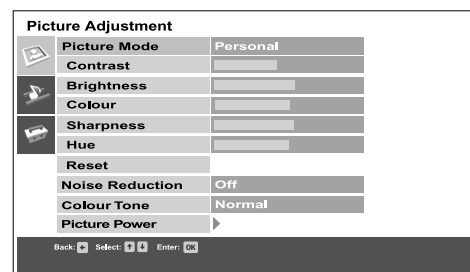 Picture Adjustment
Picture Mode Personal
Contrast
Brightness
Colour
Sharpness
Hue
Reset
Noise Reduction Off
Colour Tone Normal
Picture Power
Back: Select: Enter: OK